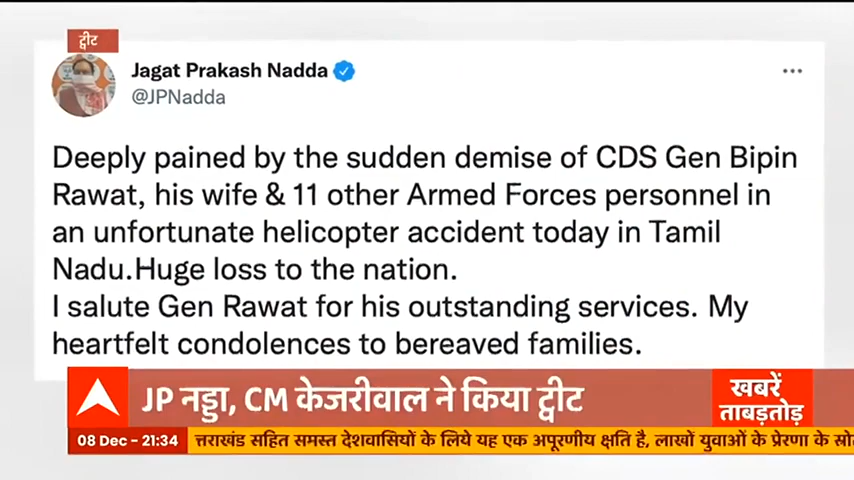 ट्वीट
Jagat Prakash Nadda
@JPNadda
Deeply pained by the sudden demise of CDS Gen Bipin
Rawat, his wife & 11 other Armed Forces personnel in
an unfortunate helicopter accident today in Tamil
Nadu.Huge loss to the nation.
I salute Gen Rawat for his outstanding services. My
heartfelt condolences to bereaved families.
JP नड्डा, CM केजरीवाल ने किया ट्वीट
खबरें
ताबड़तोड़
08 Dec - 21:34
त्तराखंड सहित समस्त देशवासियों के लिये यह एक अपूरणीय क्षति है, लाखों युवाओं के प्रेरणा के स्रो